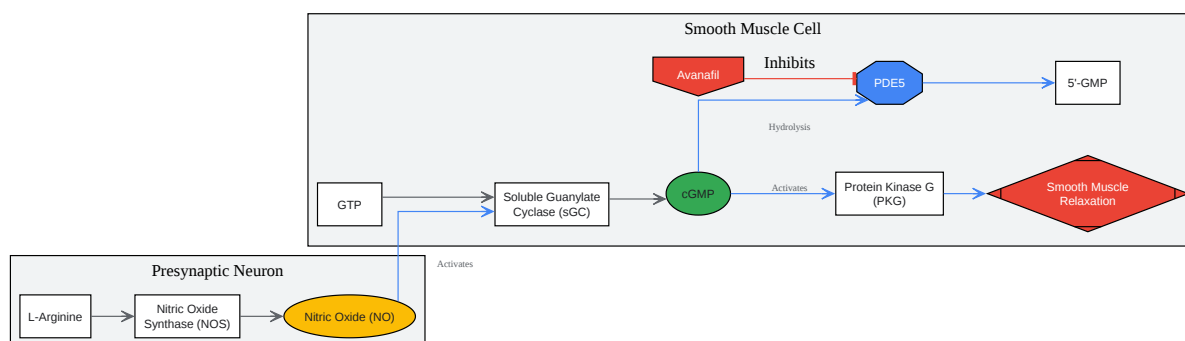 Smooth Muscle Cell
Avanafil
Inhibits
PDE5
5'-GMP
Hydrolysis
GTP
Soluble Guanylate
Cyclase (sGC)
cGMP
Activates
Protein Kinase G
(PKG)
Smooth Muscle
Relaxation
Activates
Presynaptic Neuron
L-Arginine
Nitric Oxide
Synthase (NOS)
Nitric Oxide (NO)